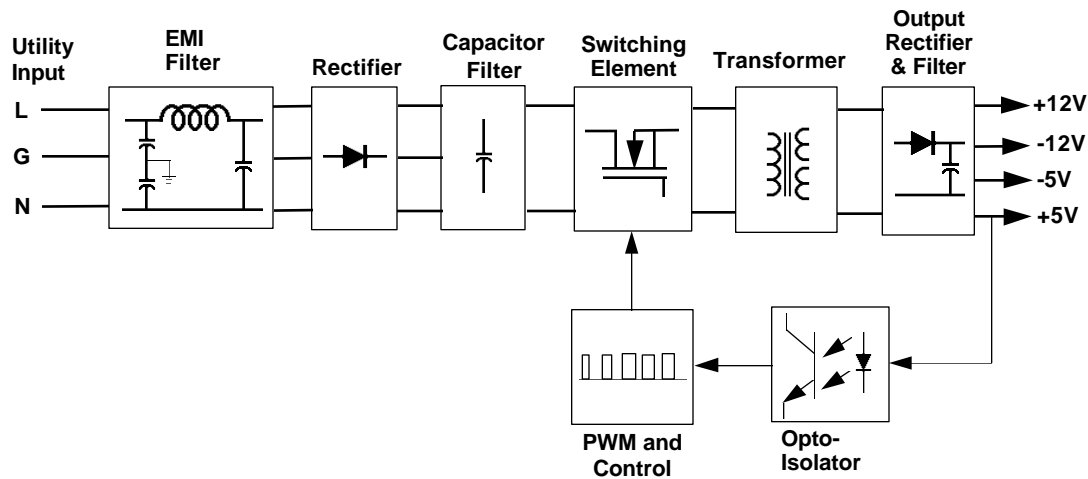 Utility
Input
EMI
Filter
Rectifier
Capacitor
Filter
Switching
Element
Transformer
Output
Rectifier
& Filter
L
G
N
+12V
-12V
-5V
+5V
PWM and
Control
Opto-
Isolator